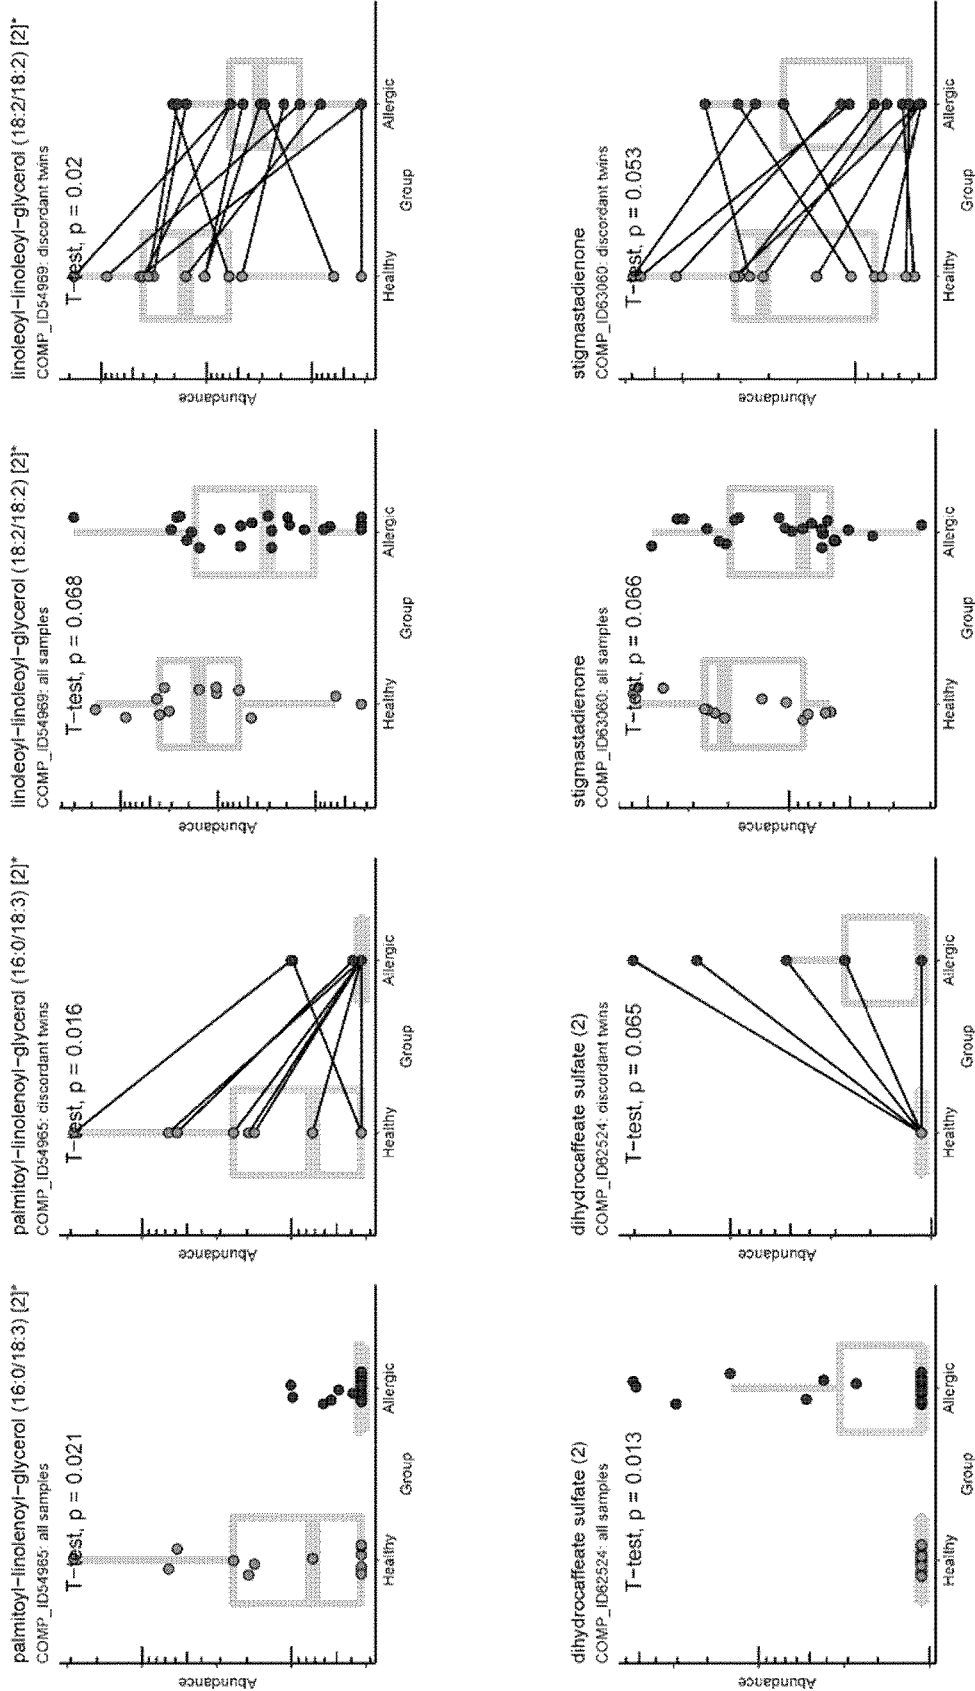 palmitoyl-linolenoyl-glycerol (16:0/18:3) [2]*
COMP_ID54965: all samples
T-test, p = 0.021
Abundance
Healthy
Allergic
Group
palmitoyl-linolenoyl-glycerol (16:0/18:3) [2]*
COMP_ID54965: discordant twins
T-test, p = 0.016
Abundance
Healthy
Allergic
Group
linoleoyl-linoleoyl-glycerol (18:2/18:2) [2]*
COMP_ID54969: all samples
T-test, p = 0.068
Abundance
Healthy
Allergic
Group
linoleoyl-linoleoyl-glycerol (18:2/18:2) [2]*
COMP_ID54969: discordant twins
T-test, p = 0.02
Abundance
Healthy
Allergic
Group
dihydrocaffeate sulfate (2)
COMP_ID62524: all samples
T-test, p = 0.013
Abundance
Healthy
Allergic
Group
dihydrocaffeate sulfate (2)
COMP_ID62524: discordant twins
T-test, p = 0.065
Abundance
Healthy
Allergic
Group
stigmastadienone
COMP_ID63060: all samples
T-test, p = 0.066
Abundance
Healthy
Allergic
Group
stigmastadienone
COMP_ID63060: discordant twins
T-test, p = 0.053
Abundance
Healthy
Allergic
Group